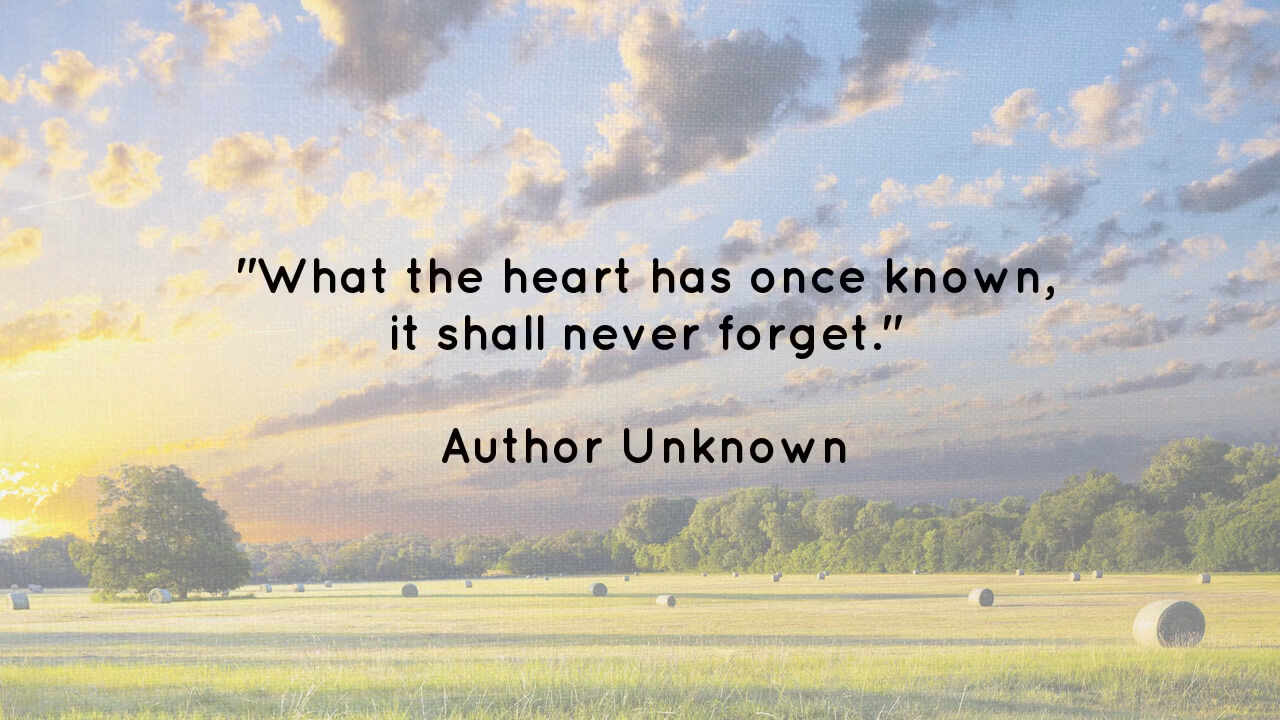 "What the heart has once known,
it shall never forget."
Author Unknown